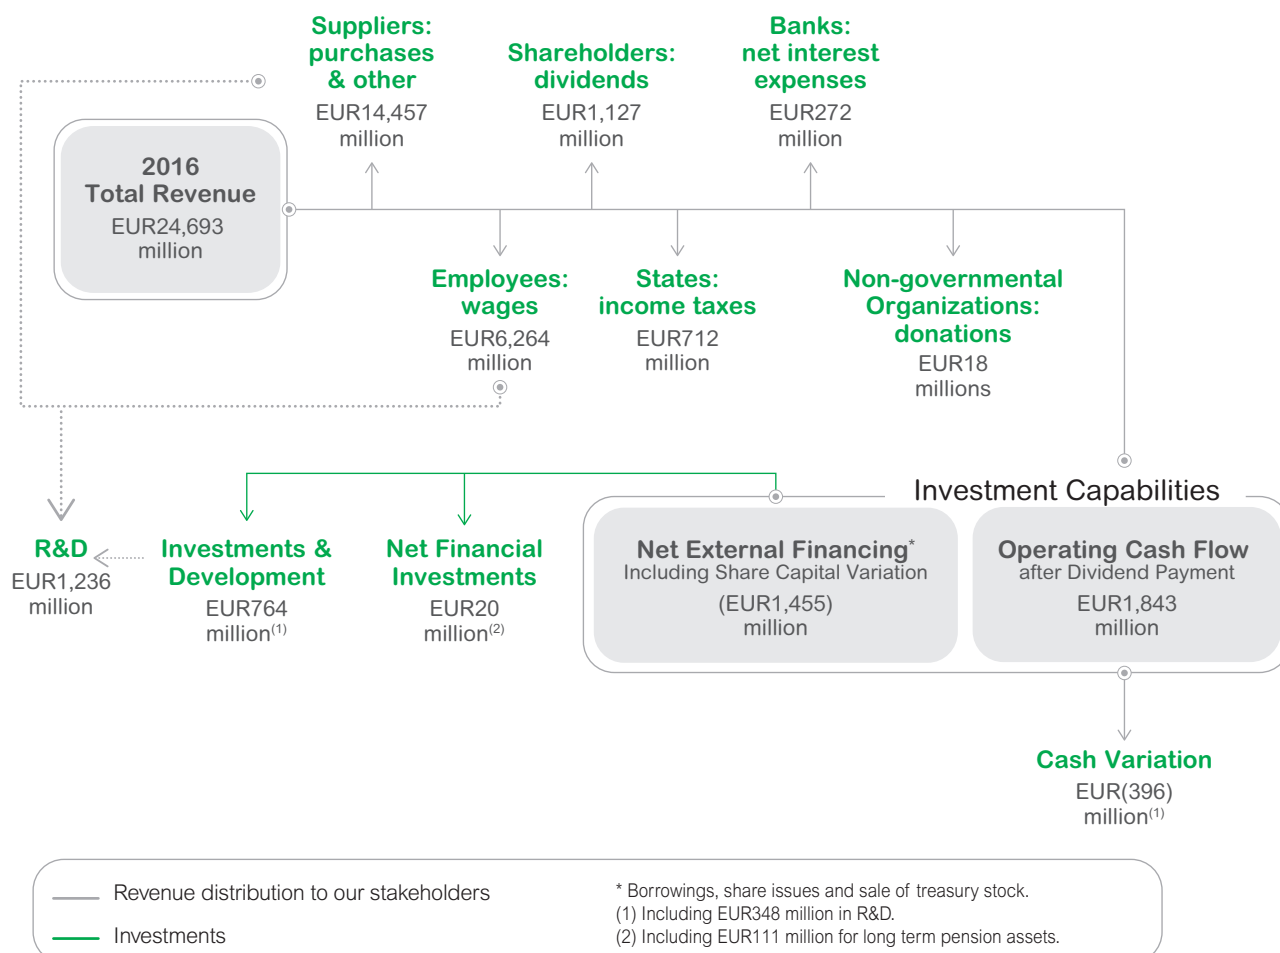 Suppliers:
purchases
& other
EUR14,457
million
Shareholders:
dividends
EUR1,127
million
Banks:
net interest
expenses
EUR272
million
2016
Total Revenue
EUR24,693
million
Employees:
wages
EUR6,264
million
States:
income taxes
EUR712
million
Non-governmental
Organizations:
donations
EUR18
millions
Investment Capabilities
R&D
EUR1,236
million
Investments &
Development
EUR764
million(1)
Net Financial
Investments
EUR20
million(2)
Net External Financing*
Including Share Capital Variation
(EUR1,455)
million
Operating Cash Flow
after Dividend Payment
EUR1,843
million
Cash Variation
EUR(396)
million(1)
Revenue distribution to our stakeholders
Investments
* Borrowings, share issues and sale of treasury stock.
(1) Including EUR348 million in R&D.
(2) Including EUR111 million for long term pension assets.